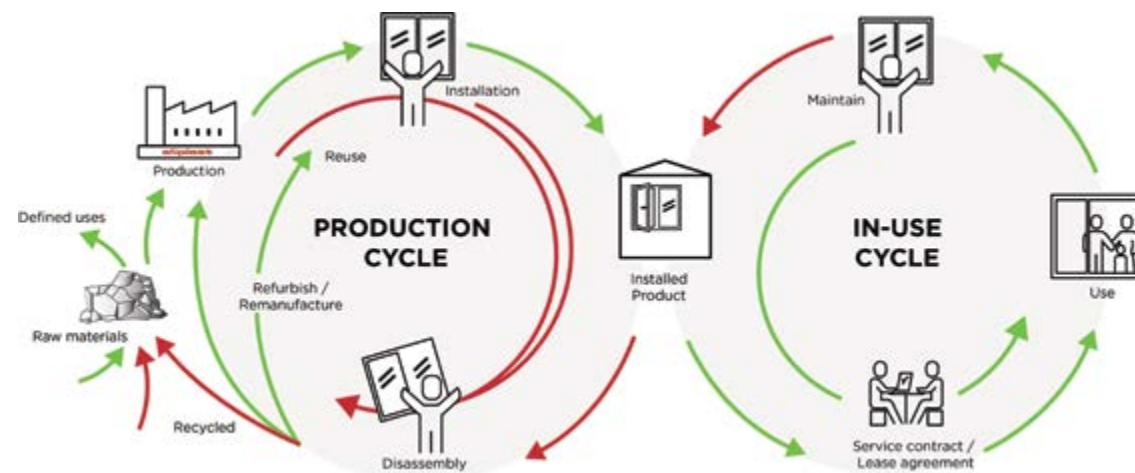 Installation
Maintain
Reuse
Production
Defined uses
PRODUCTION
CYCLE
IN-USE
CYCLE
Installed
Product
Use
Refurbish /
Remanufacture
Raw materials
Recycled
Disassembly
Service contract /
Lease agreement